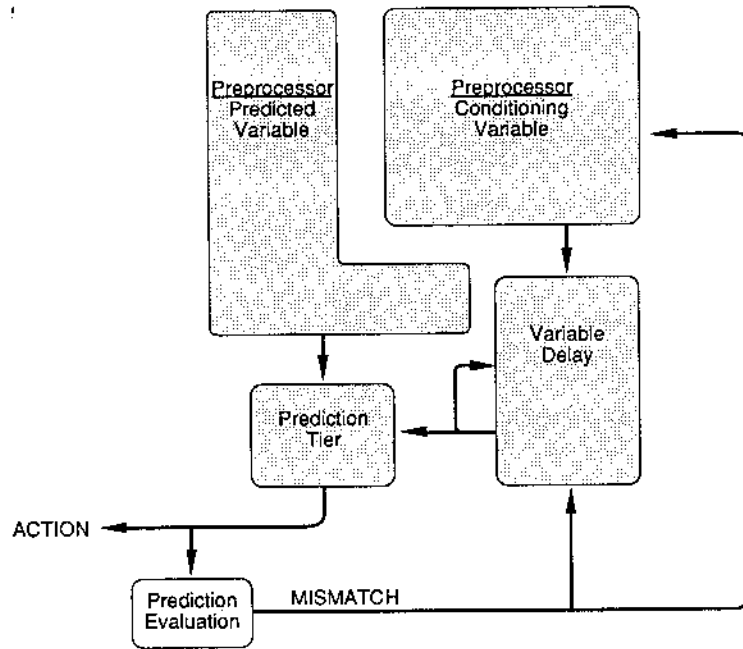 Preprocessor
Predicted
Variable
Preprocessor
Conditioning
Variable
Variable
Delay
Prediction
Tier
ACTION
Prediction
Evaluation
MISMATCH